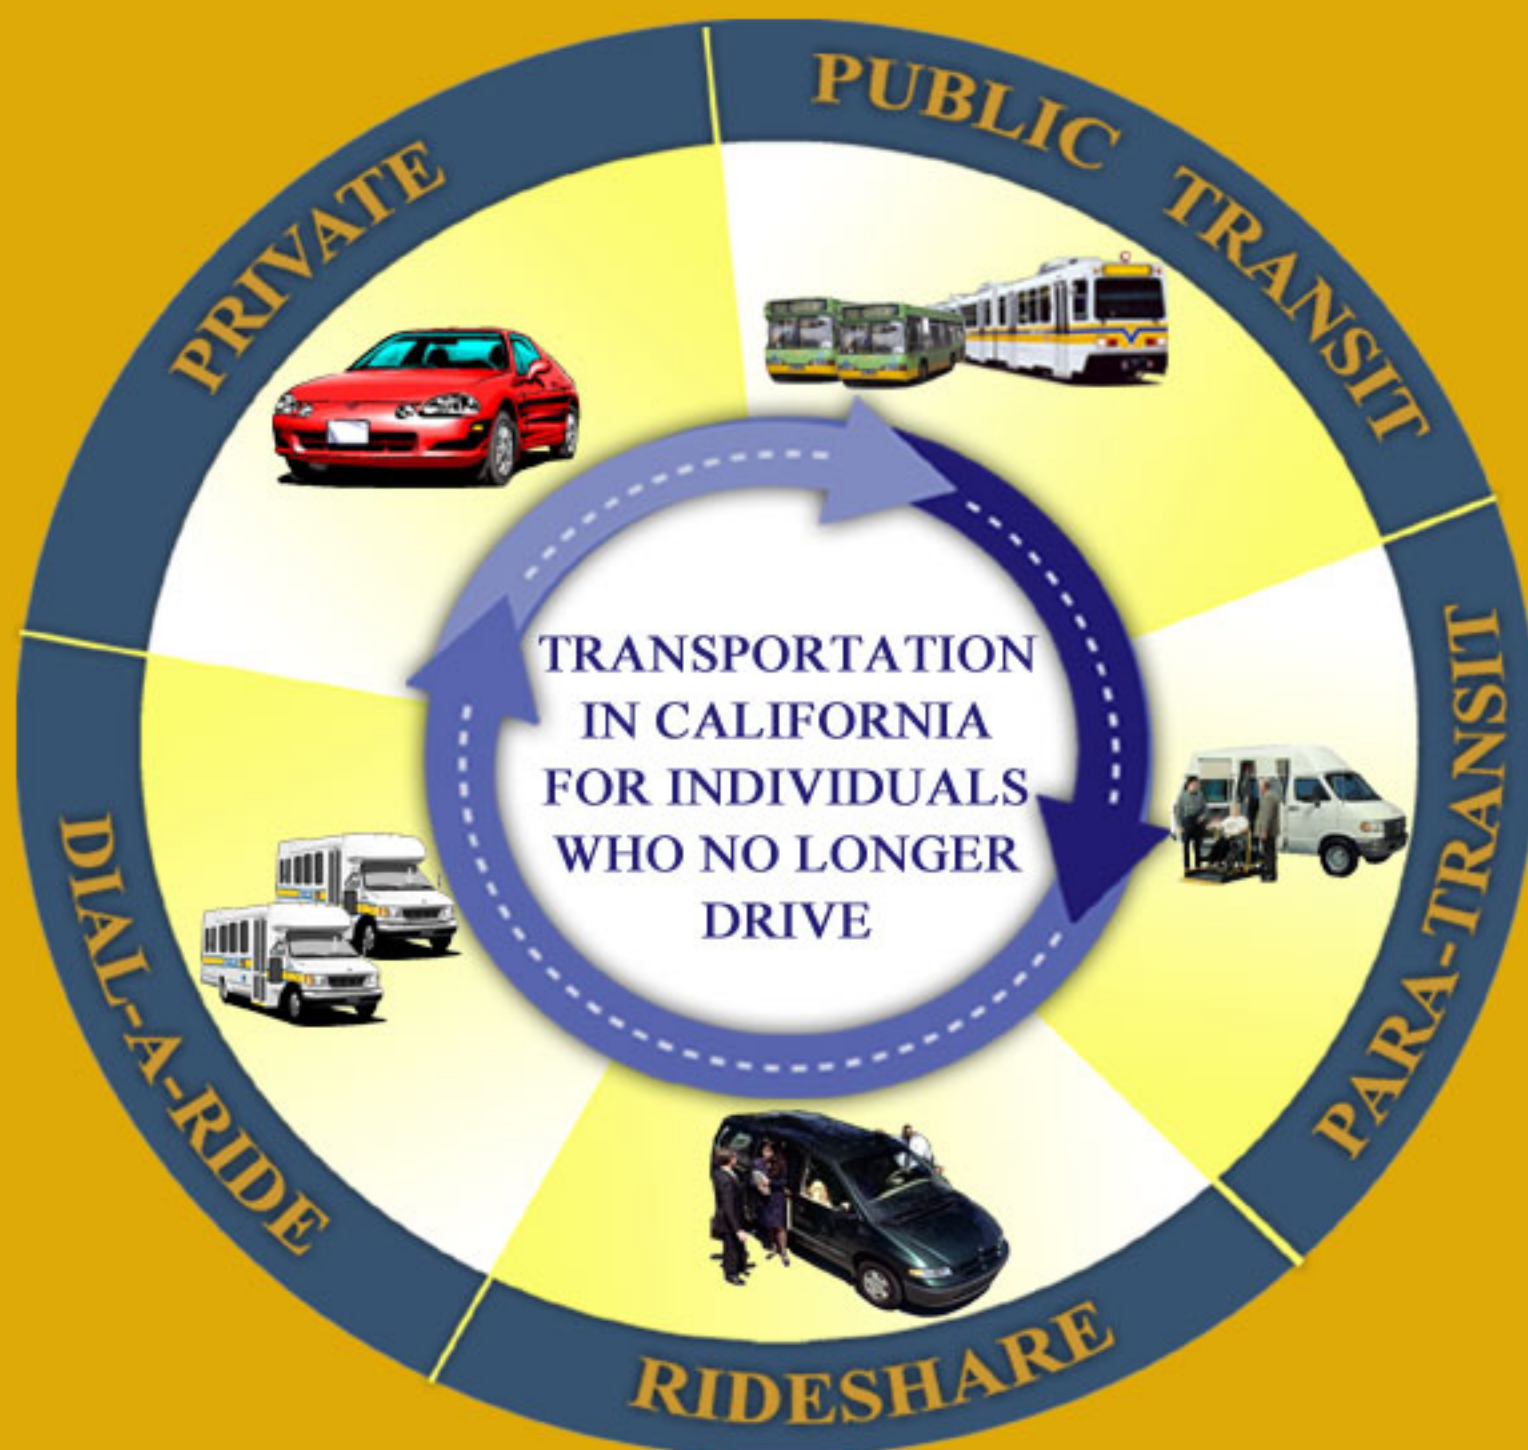 PRIVATE
PUBLIC TRANSIT
PARA-TRANSIT
RIDESHARE
DIAL-A-RIDE
TRANSPORTATION
IN CALIFORNIA
FOR INDIVIDUALS
WHO NO LONGER
DRIVE